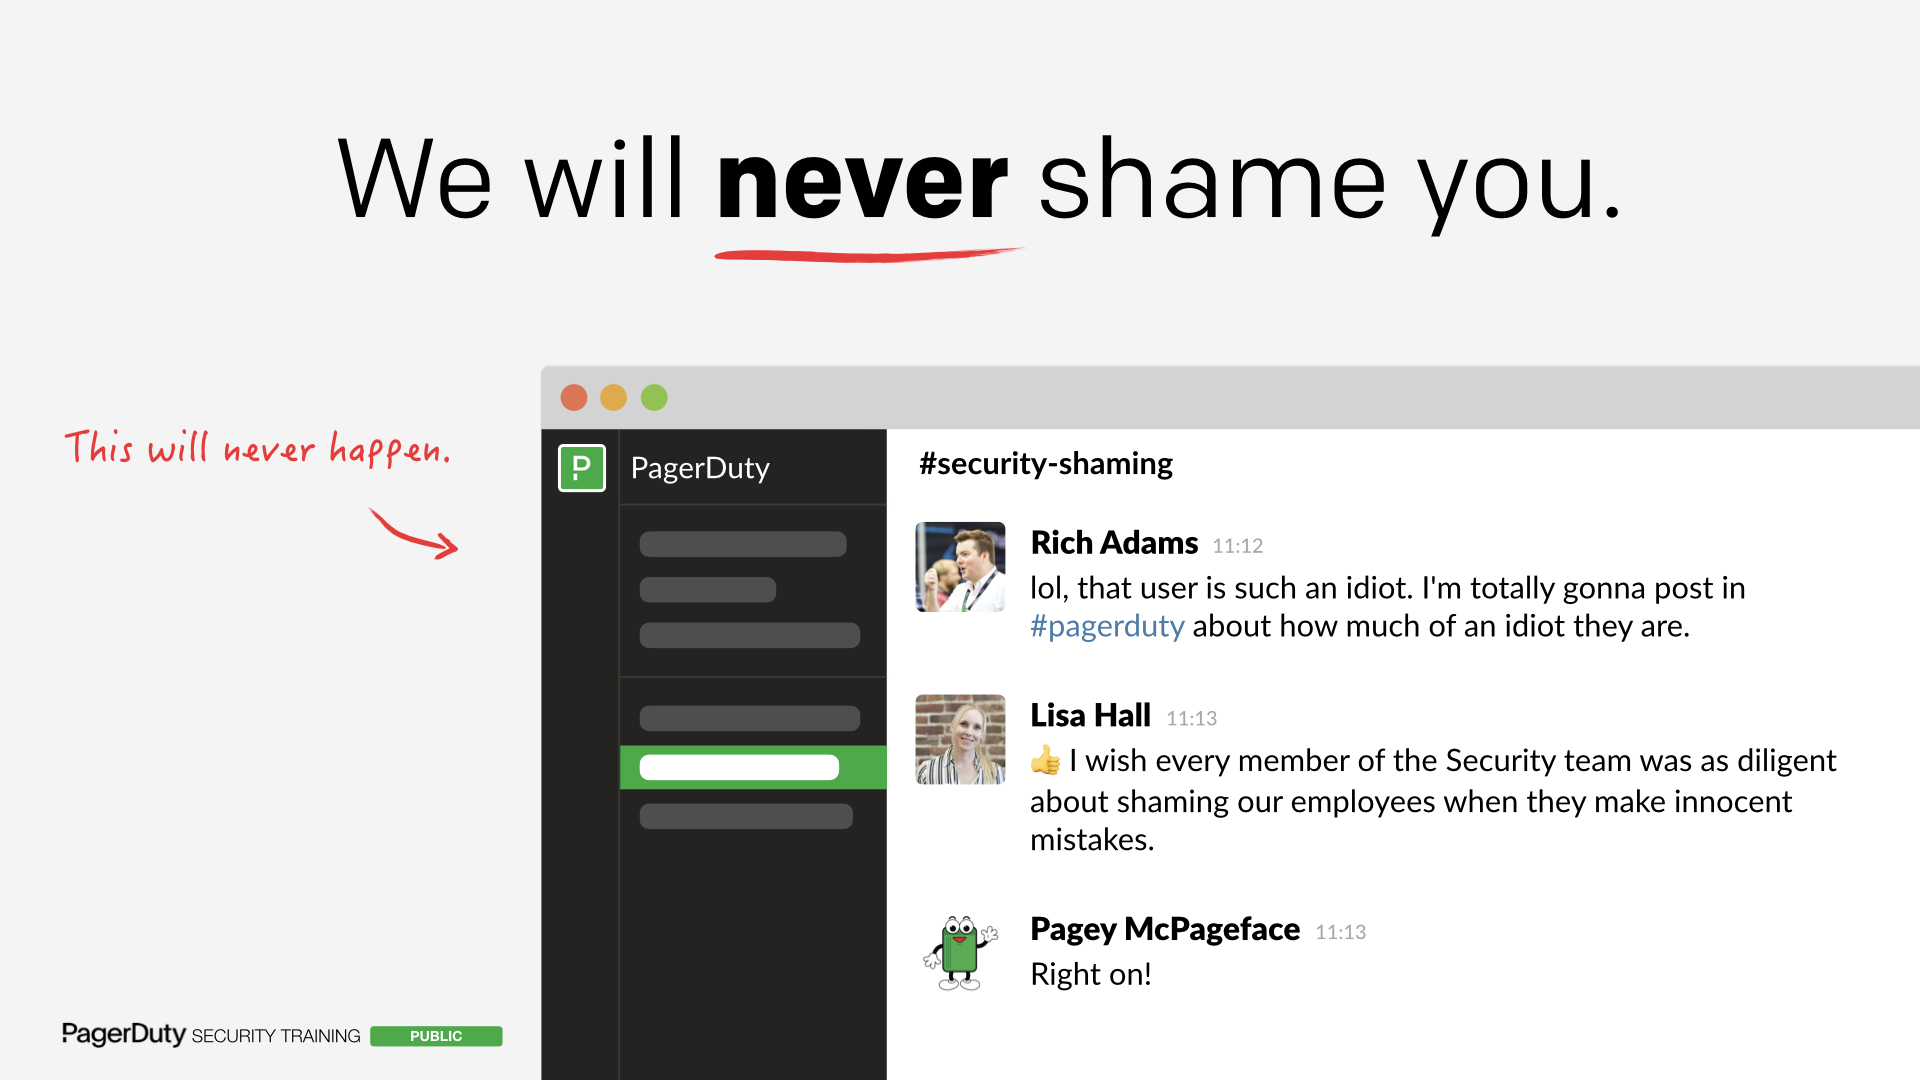 We will never shame you.
This will never happen.
P
PagerDuty
#security-shaming
Rich Adams 11:12
lol, that user is such an idiot. I'm totally gonna post in
#pagerduty about how much of an idiot they are.
Lisa Hall 11:13
👍 I wish every member of the Security team was as diligent
about shaming our employees when they make innocent
mistakes.
Pagey McPageface 11:13
Right on!
PagerDuty SECURITY TRAINING PUBLIC